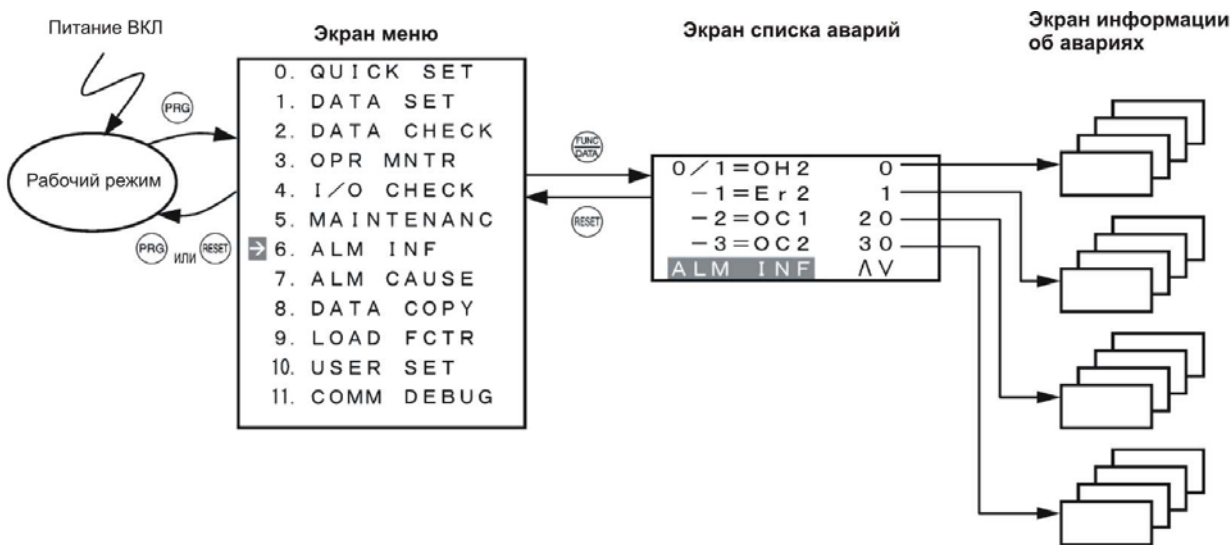 Питание ВКЛ
Экран меню
Экран списка аварий
Экран информации
об авариях
PRG
Рабочий режим
PRG или RESET
0. QUICK SET
1. DATA SET
2. DATA CHECK
3. OPR MNTR
4. I/O CHECK
5. MAINTENANC
→ 6. ALM INF
7. ALM CAUSE
8. DATA COPY
9. LOAD FCTR
10. USER SET
11. COMM DEBUG
FUNC
DATA
RESET
0/1=OH2 0
-1=Er2 1
-2=OC1 20
-3=OC2 30
ALM INF ∧∨